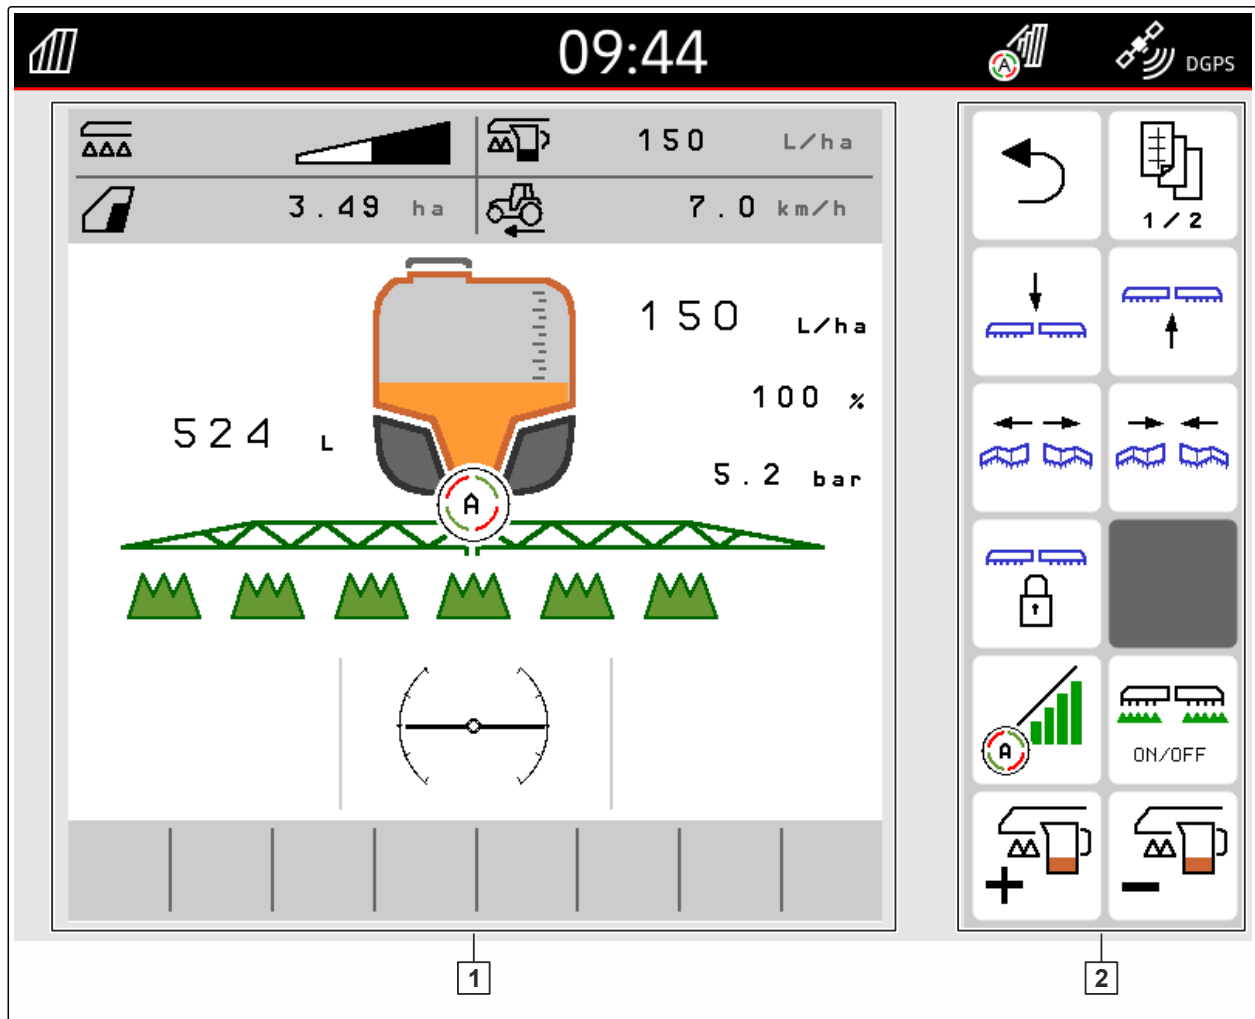 09:44
A
DGPS
150 L/ha
3.49 ha
7.0 km/h
1/2
150 L/ha
100 %
524 L
5.2 bar
A
A
ON/OFF
1
2